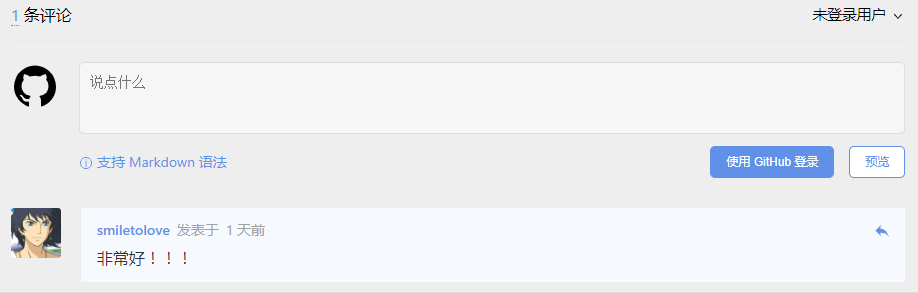 1 条评论
未登录用户
说点什么
支持 Markdown 语法
使用 GitHub 登录
预览
smiletolove 发表于 1 天前
非常好！！！